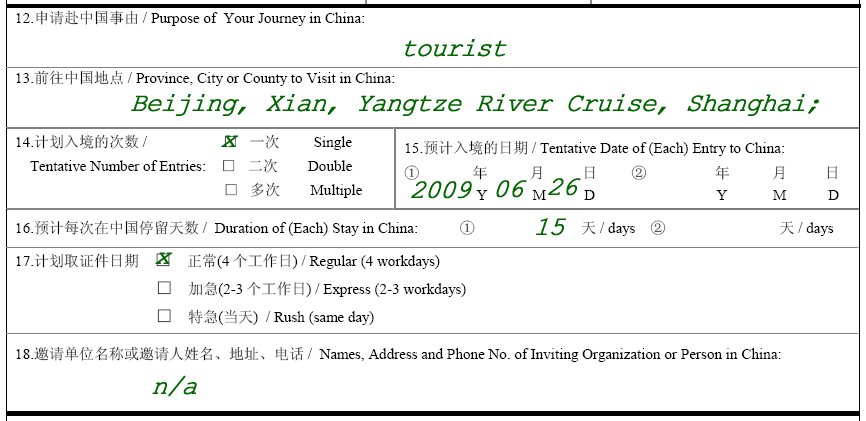 12.申请赴中国事由 / Purpose of Your Journey in China:
tourist
13.前往中国地点 / Province, City or County to Visit in China:
Beijing, Xian, Yangtze River Cruise, Shanghai;
14.计划入境的次数 /
Tentative Number of Entries:
☒ 一次 Single
☐ 二次 Double
☐ 多次 Multiple
15.预计入境的日期 / Tentative Date of (Each) Entry to China:
① 年 月 日 ② 年 月 日
2009 Y 06 M 26 D Y M D
16.预计每次在中国停留天数 / Duration of (Each) Stay in China: ① 15 天 / days ② 天 / days
17.计划取证件日期 ☒ 正常(4 个工作日) / Regular (4 workdays)
☐ 加急(2-3 个工作日) / Express (2-3 workdays)
☐ 特急(当天) / Rush (same day)
18.邀请单位名称或邀请人姓名、地址、电话 / Names, Address and Phone No. of Inviting Organization or Person in China:
n/a